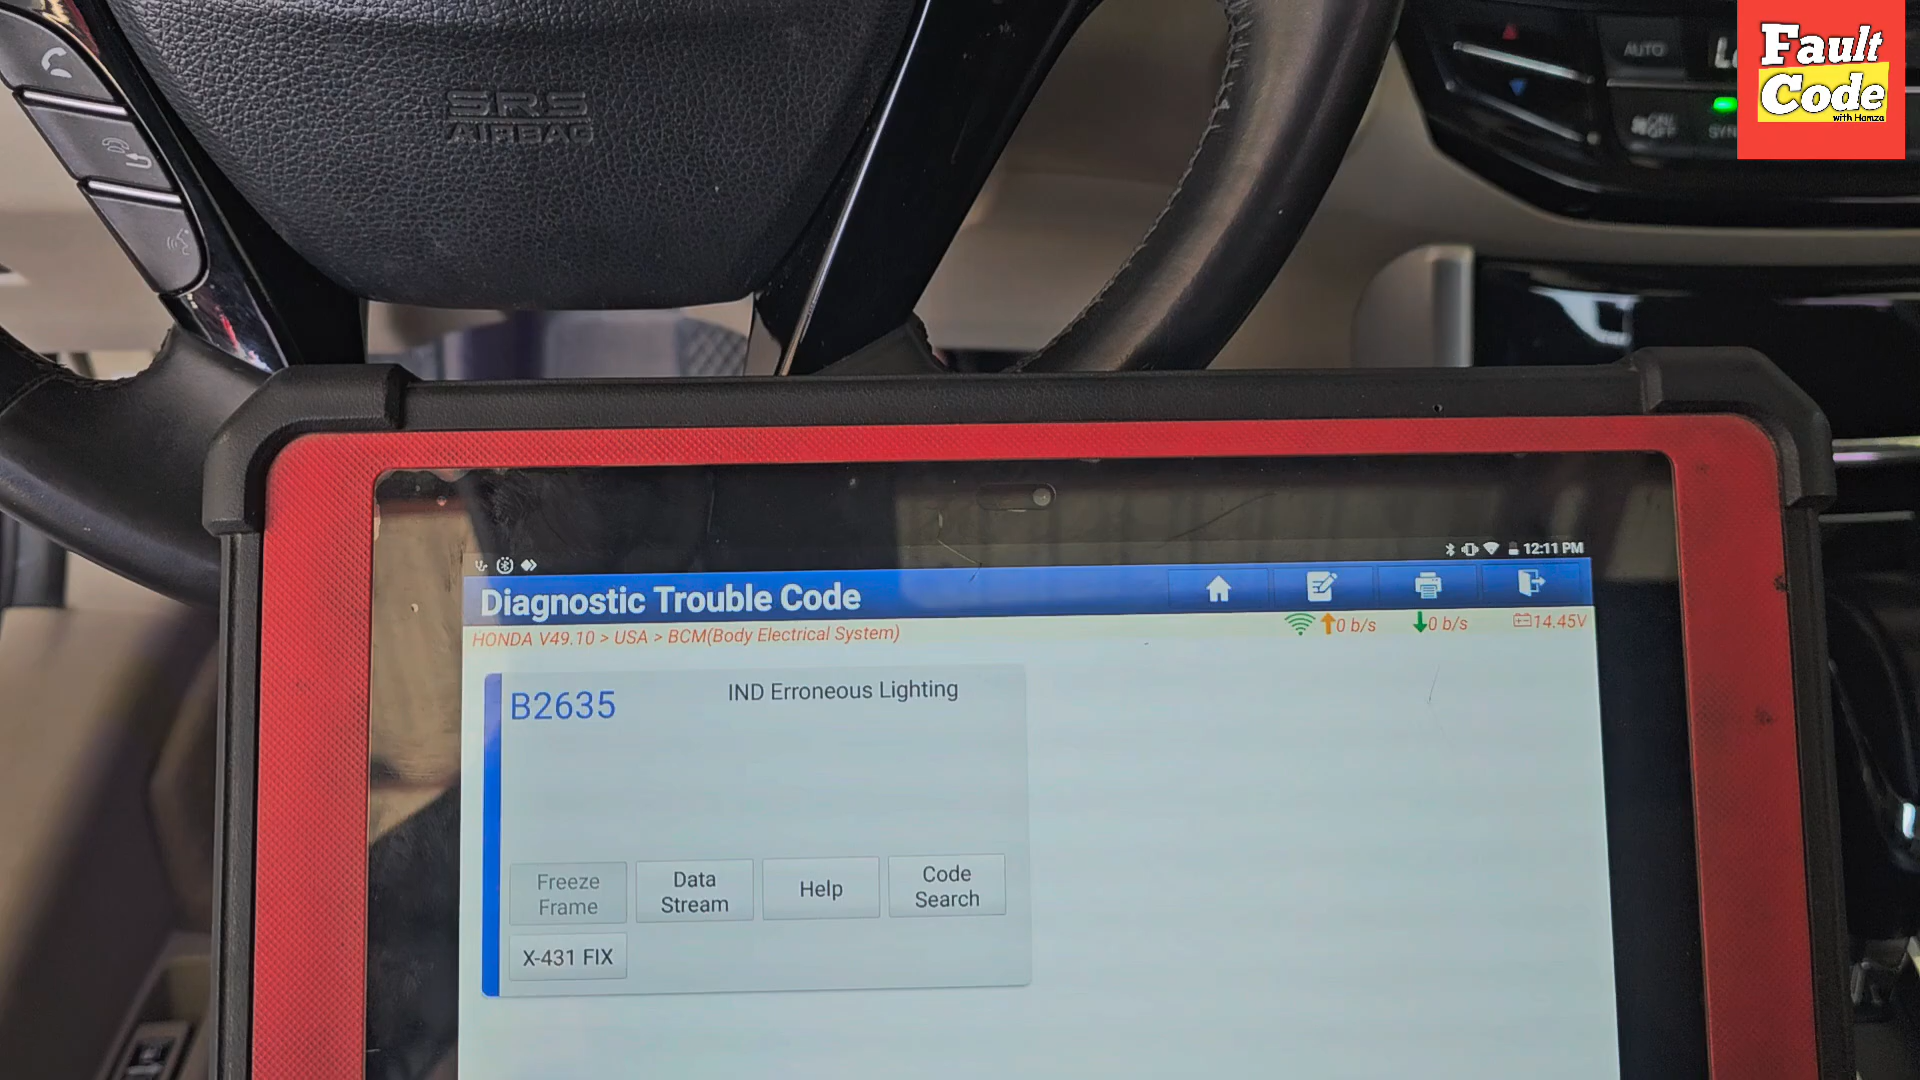 SRS
AIRBAG
AUTO
ON/
OFF
Fault
Code
with Hamza
12:11 PM
Diagnostic Trouble Code
HONDA V49.10 > USA > BCM(Body Electrical System)
0 b/s
0 b/s
14.45V
B2635
IND Erroneous Lighting
Freeze
Frame
Data
Stream
Help
Code
Search
X-431 FIX